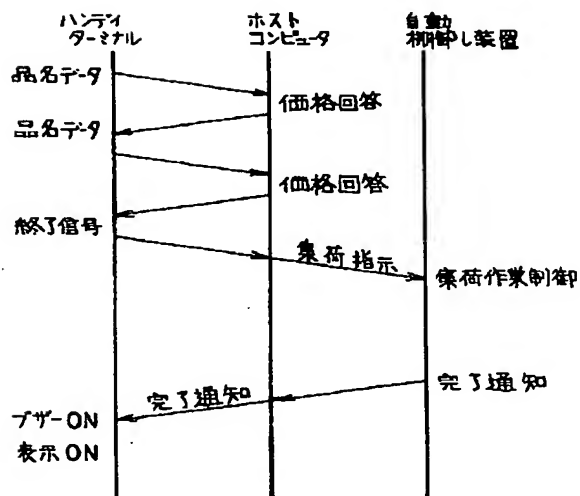 ハンディ
ターミナル
ホスト
コンピュータ
自動
棚卸し装置
品名データ
価格回答
品名データ
価格回答
終了信号
集荷指示
集荷作業制御
完了通知
完了通知
ブザーON
表示ON